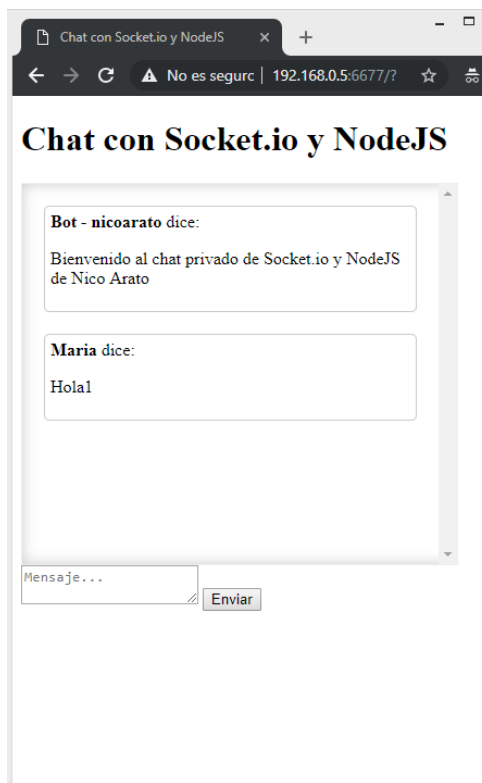 Chat con Socket.io y NodeJS
No es segurc | 192.168.0.5:6677/?
Chat con Socket.io y NodeJS
Bot - nicoarato dice:
Bienvenido al chat privado de Socket.io y NodeJS
de Nico Arato
Maria dice:
Hola1
Mensaje...
Enviar